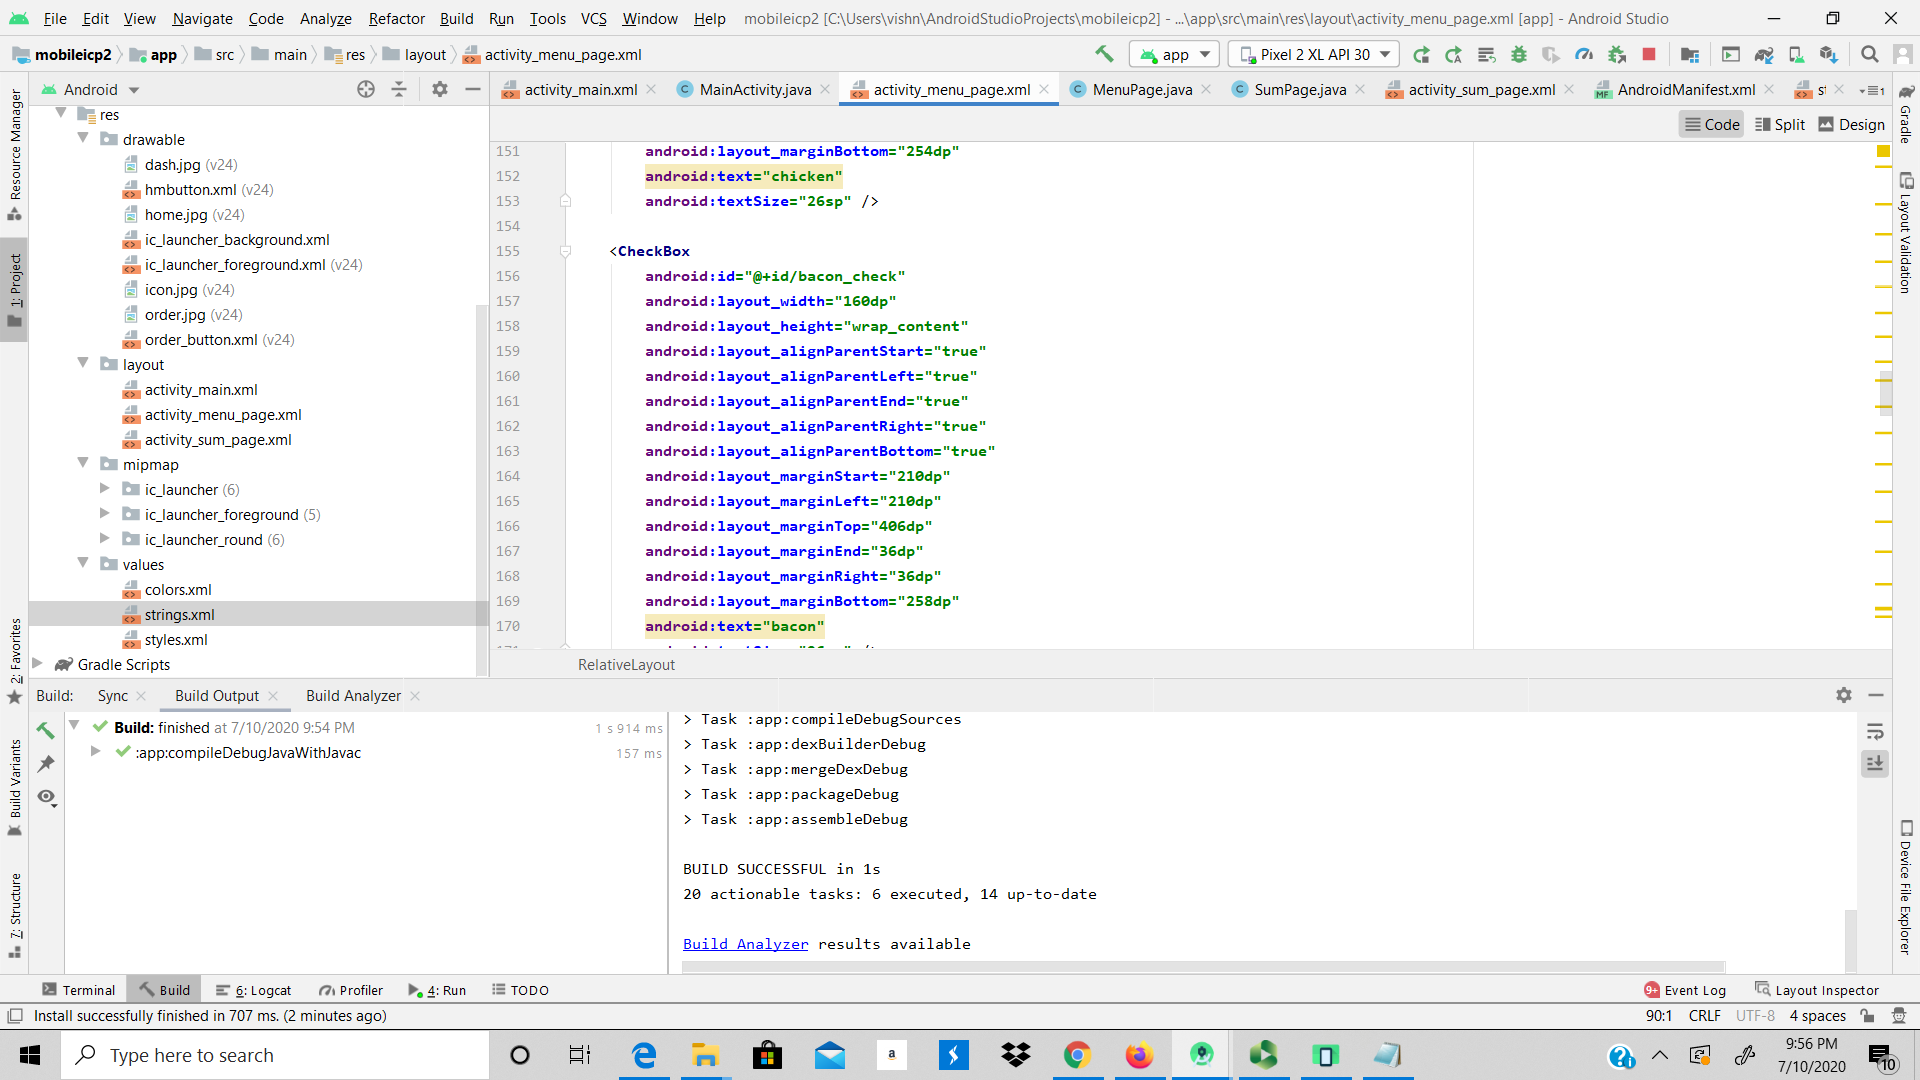 File Edit View Navigate Code Analyze Refactor Build Run Tools VCS Window Help mobileicp2 [C:\Users\vishn\AndroidStudioProjects\mobileicp2] - ...\app\src\main\res\layout\activity_menu_page.xml [app] - Android Studio
mobileicp2 app src main res layout activity_menu_page.xml app Pixel 2 XL API 30
Android activity_main.xml MainActivity.java activity_menu_page.xml MenuPage.java SumPage.java activity_sum_page.xml AndroidManifest.xml
Code Split Design
Resource Manager
1: Project
2: Favorites
Build Variants
7: Structure
Gradle
Layout Validation
Device File Explorer
res
drawable
dash.jpg (v24)
hmbutton.xml (v24)
home.jpg (v24)
ic_launcher_background.xml
ic_launcher_foreground.xml (v24)
icon.jpg (v24)
order.jpg (v24)
order_button.xml (v24)
layout
activity_main.xml
activity_menu_page.xml
activity_sum_page.xml
mipmap
ic_launcher (6)
ic_launcher_foreground (5)
ic_launcher_round (6)
values
colors.xml
strings.xml
styles.xml
Gradle Scripts
151 android:layout_marginBottom="254dp"
152 android:text="chicken"
153 android:textSize="26sp" />
154
155 <CheckBox
156 android:id="@+id/bacon_check"
157 android:layout_width="160dp"
158 android:layout_height="wrap_content"
159 android:layout_alignParentStart="true"
160 android:layout_alignParentLeft="true"
161 android:layout_alignParentEnd="true"
162 android:layout_alignParentRight="true"
163 android:layout_alignParentBottom="true"
164 android:layout_marginStart="210dp"
165 android:layout_marginLeft="210dp"
166 android:layout_marginTop="406dp"
167 android:layout_marginEnd="36dp"
168 android:layout_marginRight="36dp"
169 android:layout_marginBottom="258dp"
170 android:text="bacon"
RelativeLayout
Build: Sync Build Output Build Analyzer
Build: finished at 7/10/2020 9:54 PM 1 s 914 ms
:app:compileDebugJavaWithJavac 157 ms
> Task :app:compileDebugSources
> Task :app:dexBuilderDebug
> Task :app:mergeDexDebug
> Task :app:packageDebug
> Task :app:assembleDebug
BUILD SUCCESSFUL in 1s
20 actionable tasks: 6 executed, 14 up-to-date
Build Analyzer results available
Terminal Build 6: Logcat Profiler 4: Run TODO 9+ Event Log Layout Inspector
Install successfully finished in 707 ms. (2 minutes ago) 90:1 CRLF UTF-8 4 spaces
Type here to search
9:56 PM
7/10/2020
10